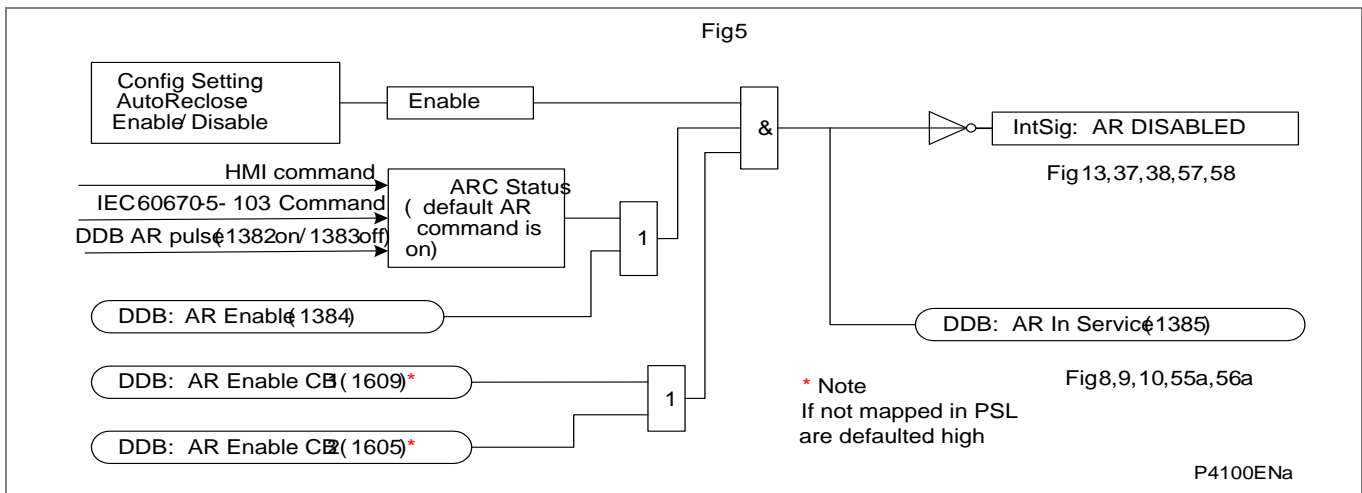 Fig5
Config Setting
AutoReclose
Enable/ Disable
Enable
&
IntSig: AR DISABLED
Fig13,37,38,57,58
HMI command
IEC60670-5- 103 Command
DDB AR pulse(1382on/ 1383off)
ARC Status
( default AR
command is
on)
1
DDB: AR Enable(1384)
DDB: AR In Service(1385)
Fig8,9,10,55a,56a
DDB: AR Enable CB1( 1609)*
1
DDB: AR Enable CB2( 1605)*
* Note
If not mapped in PSL
are defaulted high
P4100ENa